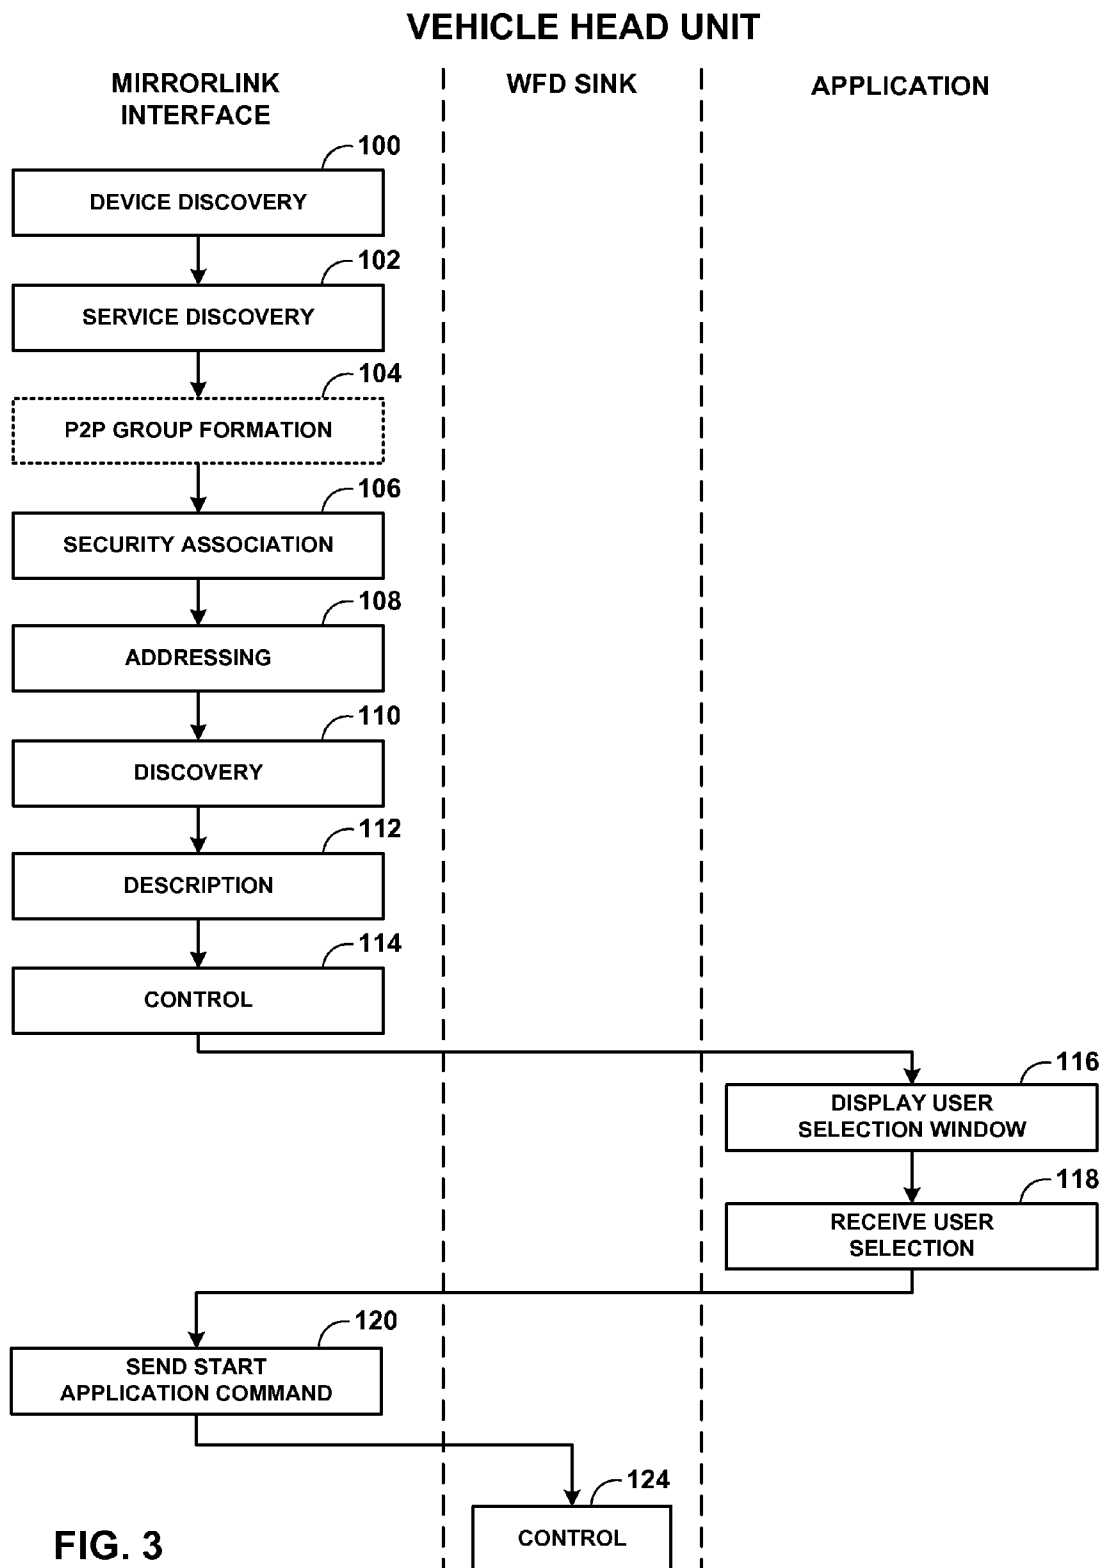 VEHICLE HEAD UNIT
MIRRORLINK
INTERFACE
WFD SINK
APPLICATION
100
DEVICE DISCOVERY
102
SERVICE DISCOVERY
104
P2P GROUP FORMATION
106
SECURITY ASSOCIATION
108
ADDRESSING
110
DISCOVERY
112
DESCRIPTION
114
CONTROL
116
DISPLAY USER
SELECTION WINDOW
118
RECEIVE USER
SELECTION
120
SEND START
APPLICATION COMMAND
124
CONTROL
FIG. 3